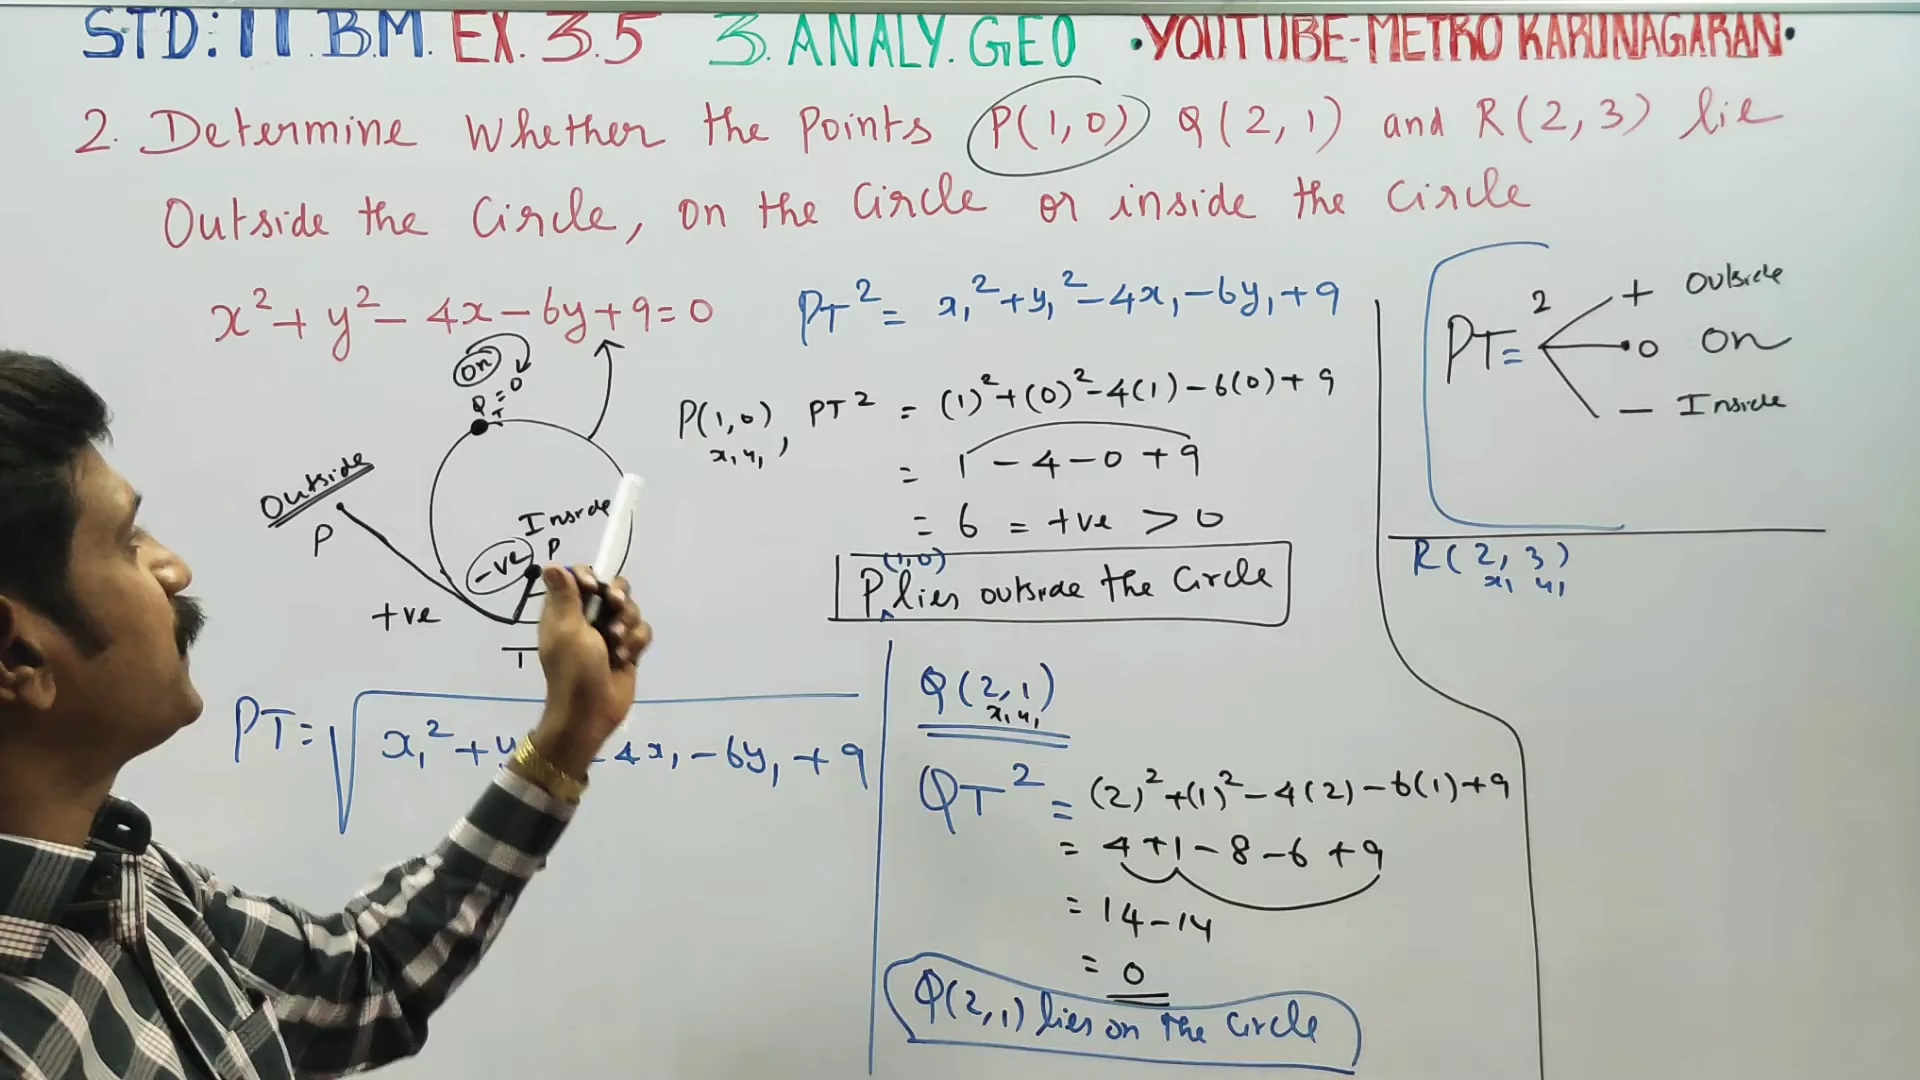 STD: 11 .B.M. EX. 3.5 3. ANALY. GEO •YOUTUBE-METRO KARUNAGARAN•
2. Determine Whether the points P(1,0) Q(2,1) and R(2,3) lie
Outside the Circle, on the Circle or inside the Circle
x² + y² - 4x - 6y + 9 = 0
on
Q T = 0
Outside
P
Inside
P
-ve
+ve
T
PT = √ x₁² + y - 4x₁ - 6y₁ + 9
PT² = x₁² + y₁² - 4x₁ - 6y₁ + 9
P(1,0), PT² = (1)² + (0)² - 4(1) - 6(0) + 9
x₁ y₁
= 1 - 4 - 0 + 9
= 6 = +ve > 0
(1,0)
P lies outside the Circle
Q(2,1)
x₁ y₁
QT² = (2)² + (1)² - 4(2) - 6(1) + 9
= 4 + 1 - 8 - 6 + 9
= 14 - 14
= 0
Q(2,1) lies on the Circle
PT² =
+ Outside
0 On
- Inside
R(2, 3)
x₁ y₁